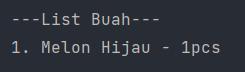 ---List Buah---
1. Melon Hijau - 1pcs